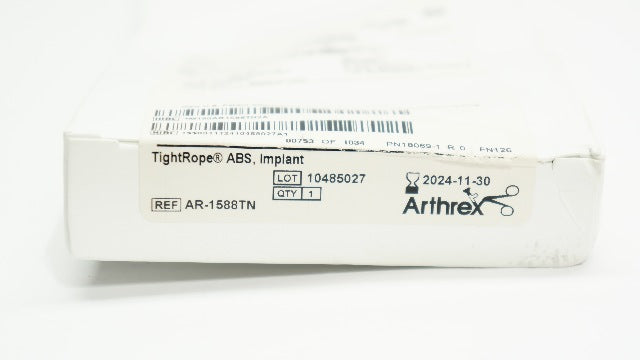 00753 OF 1034 PN18089-1 R 0 FN12G
TightRope® ABS, Implant
LOT 10485027
QTY 1
2024-11-30
REF AR-1588TN
Arthrex